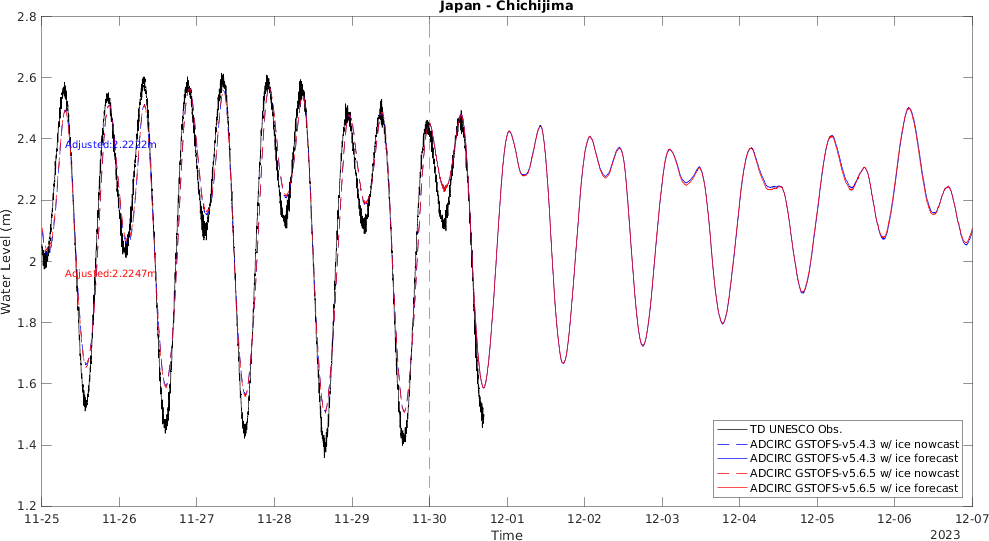 Japan - Chichijima
2.8
2.6
2.4
2.2
2
1.8
1.6
1.4
1.2
Water Level (m)
Adjusted:2.2222m
Adjusted:2.2247m
TD UNESCO Obs.
ADCIRC GSTOFS-v5.4.3 w/ ice nowcast
ADCIRC GSTOFS-v5.4.3 w/ ice forecast
ADCIRC GSTOFS-v5.6.5 w/ ice nowcast
ADCIRC GSTOFS-v5.6.5 w/ ice forecast
11-25 11-26 11-27 11-28 11-29 11-30 12-01 12-02 12-03 12-04 12-05 12-06 12-07
Time
2023